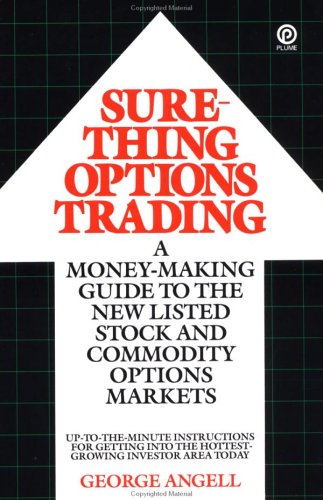 PLUME
SURE-
THING
OPTIONS
TRADING
A
MONEY-MAKING
GUIDE TO THE
NEW LISTED
STOCK AND
COMMODITY
OPTIONS
MARKETS
UP-TO-THE-MINUTE INSTRUCTIONS
FOR GETTING INTO THE HOTTEST-
GROWING INVESTOR AREA TODAY
GEORGE ANGELL